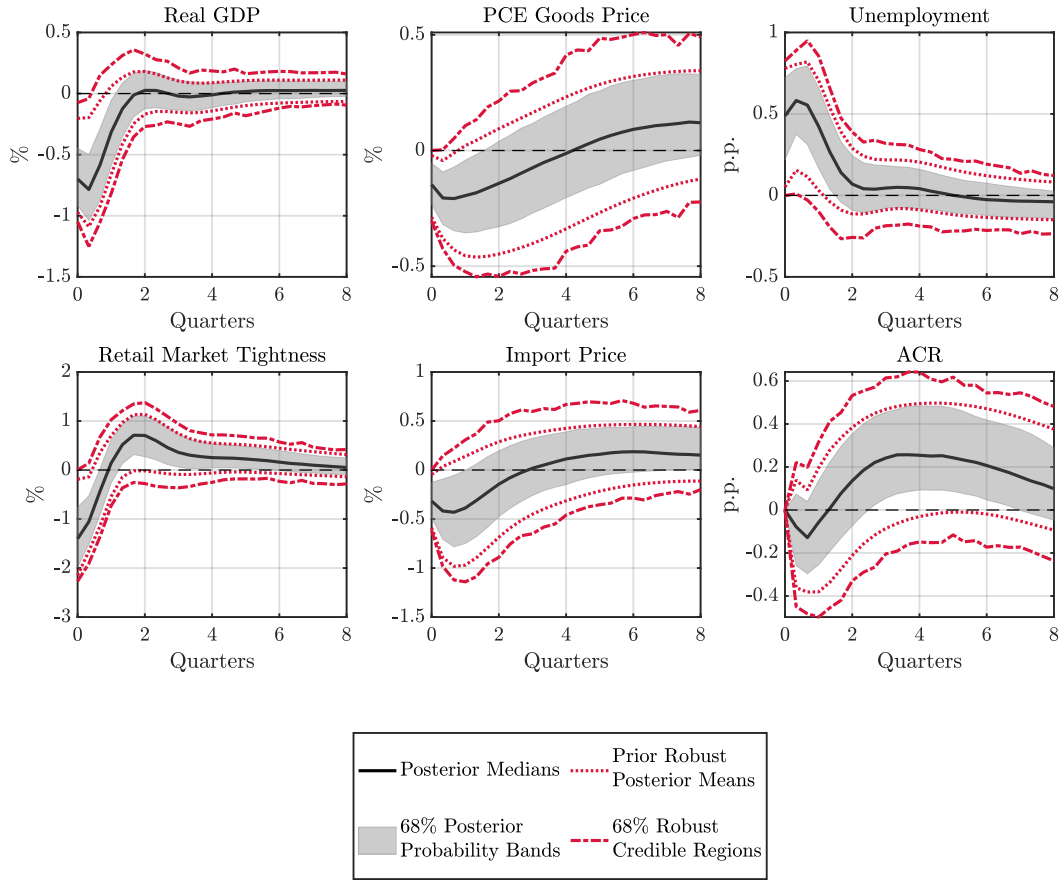 Real GDP
PCE Goods Price
Unemployment
0.5
0
-0.5
-1
-1.5
%
0 2 4 6 8
Quarters
0.5
0
-0.5
%
0 2 4 6 8
Quarters
1
0.5
0
-0.5
p.p.
0 2 4 6 8
Quarters
Retail Market Tightness
Import Price
ACR
2
1
0
-1
-2
-3
%
0 2 4 6 8
Quarters
1
0.5
0
-0.5
-1
-1.5
%
0 2 4 6 8
Quarters
0.6
0.4
0.2
0
-0.2
-0.4
p.p.
0 2 4 6 8
Quarters
Posterior Medians
Prior Robust
Posterior Means
68% Posterior
Probability Bands
68% Robust
Credible Regions